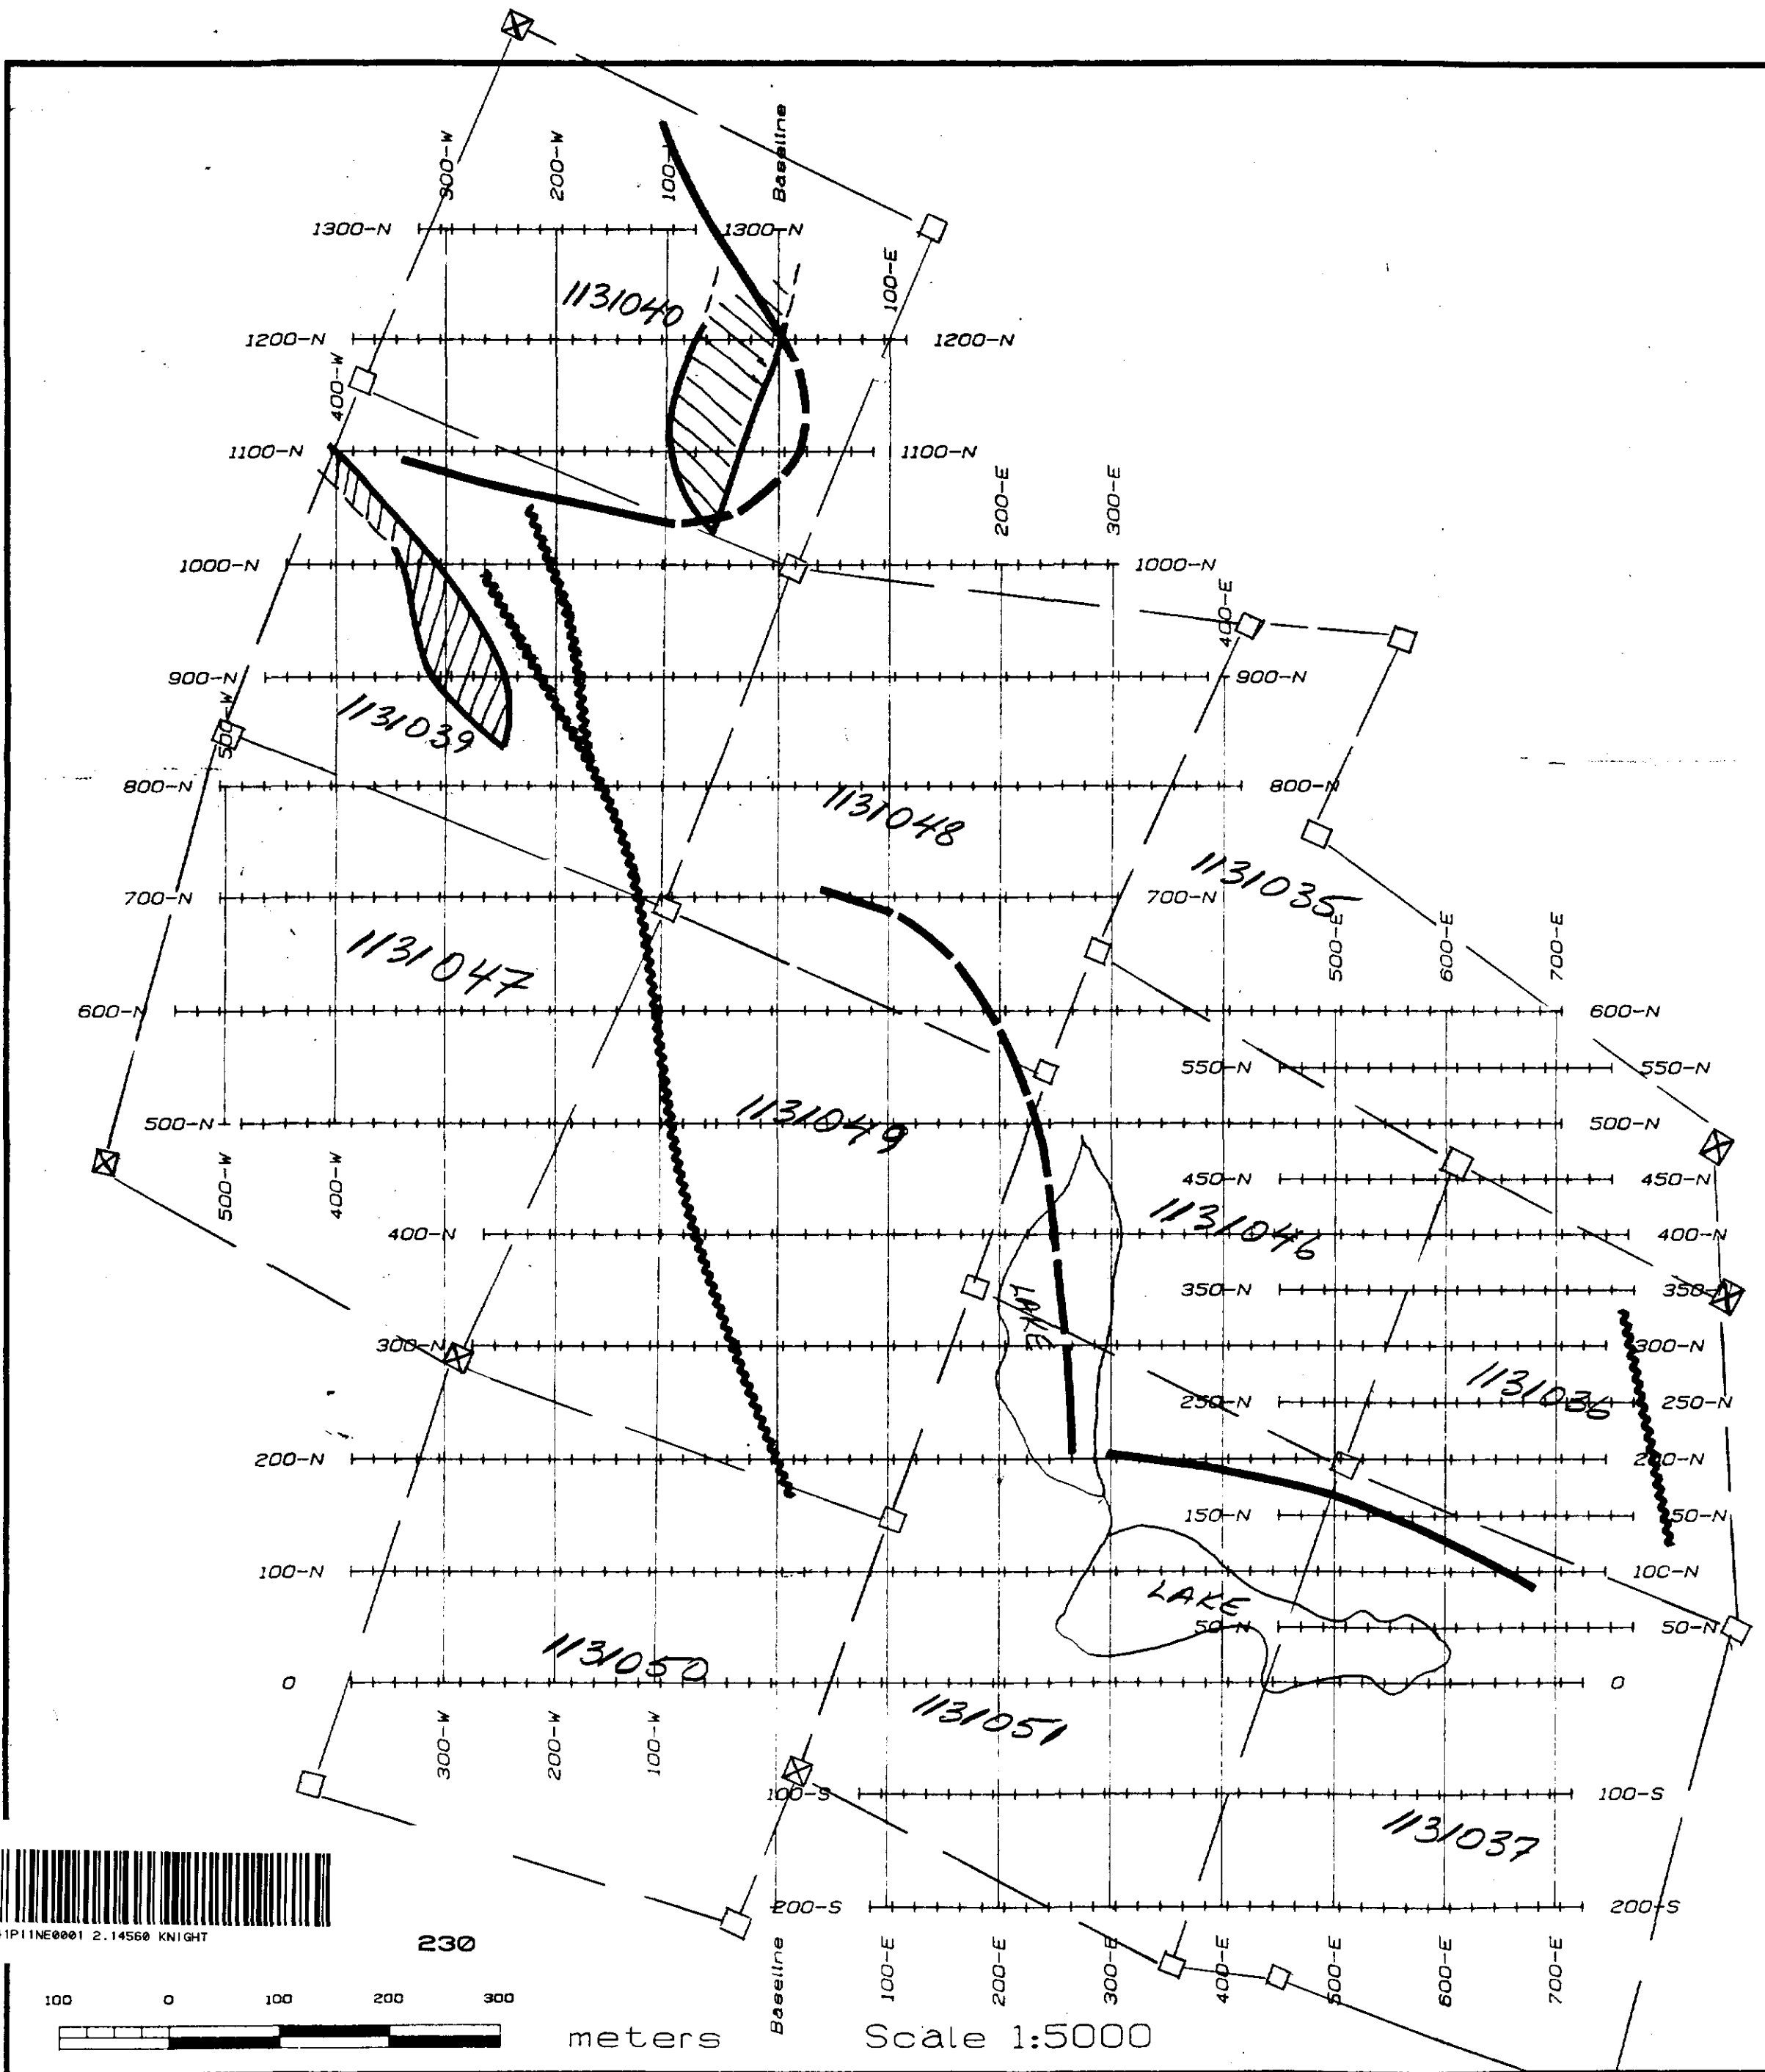 300-W 200-W 100-W Baseline
1300-N 1300-N
100-E
1131040
1200-N 1200-N
400-W
1100-N 1100-N
200-E 300-E
1000-N 1000-N
400-E
900-N 900-N
500-W
1131039
800-N 800-N
1131048
1131035
700-N 700-N
500-E 600-E 700-E
1131047
600-N 600-N
550-N 550-N
1131049
500-N 500-N
500-W 400-W
450-N 450-N
1131046
400-N 400-N
350-N 350-N
LAKE
300-N 300-N
1131036
250-N 250-N
200-N 200-N
150-N 150-N
100-N 100-N
LAKE
50-N 50-N
1131050
0 0
1131051
300-W 200-W 100-W
100-S 100-S
1131037
200-S 200-S
41P11NE0001 2.14560 KNIGHT
230
Baseline 100-E 200-E 300-E 400-E 500-E 600-E 700-E
100 0 100 200 300
meters Scale 1:5000